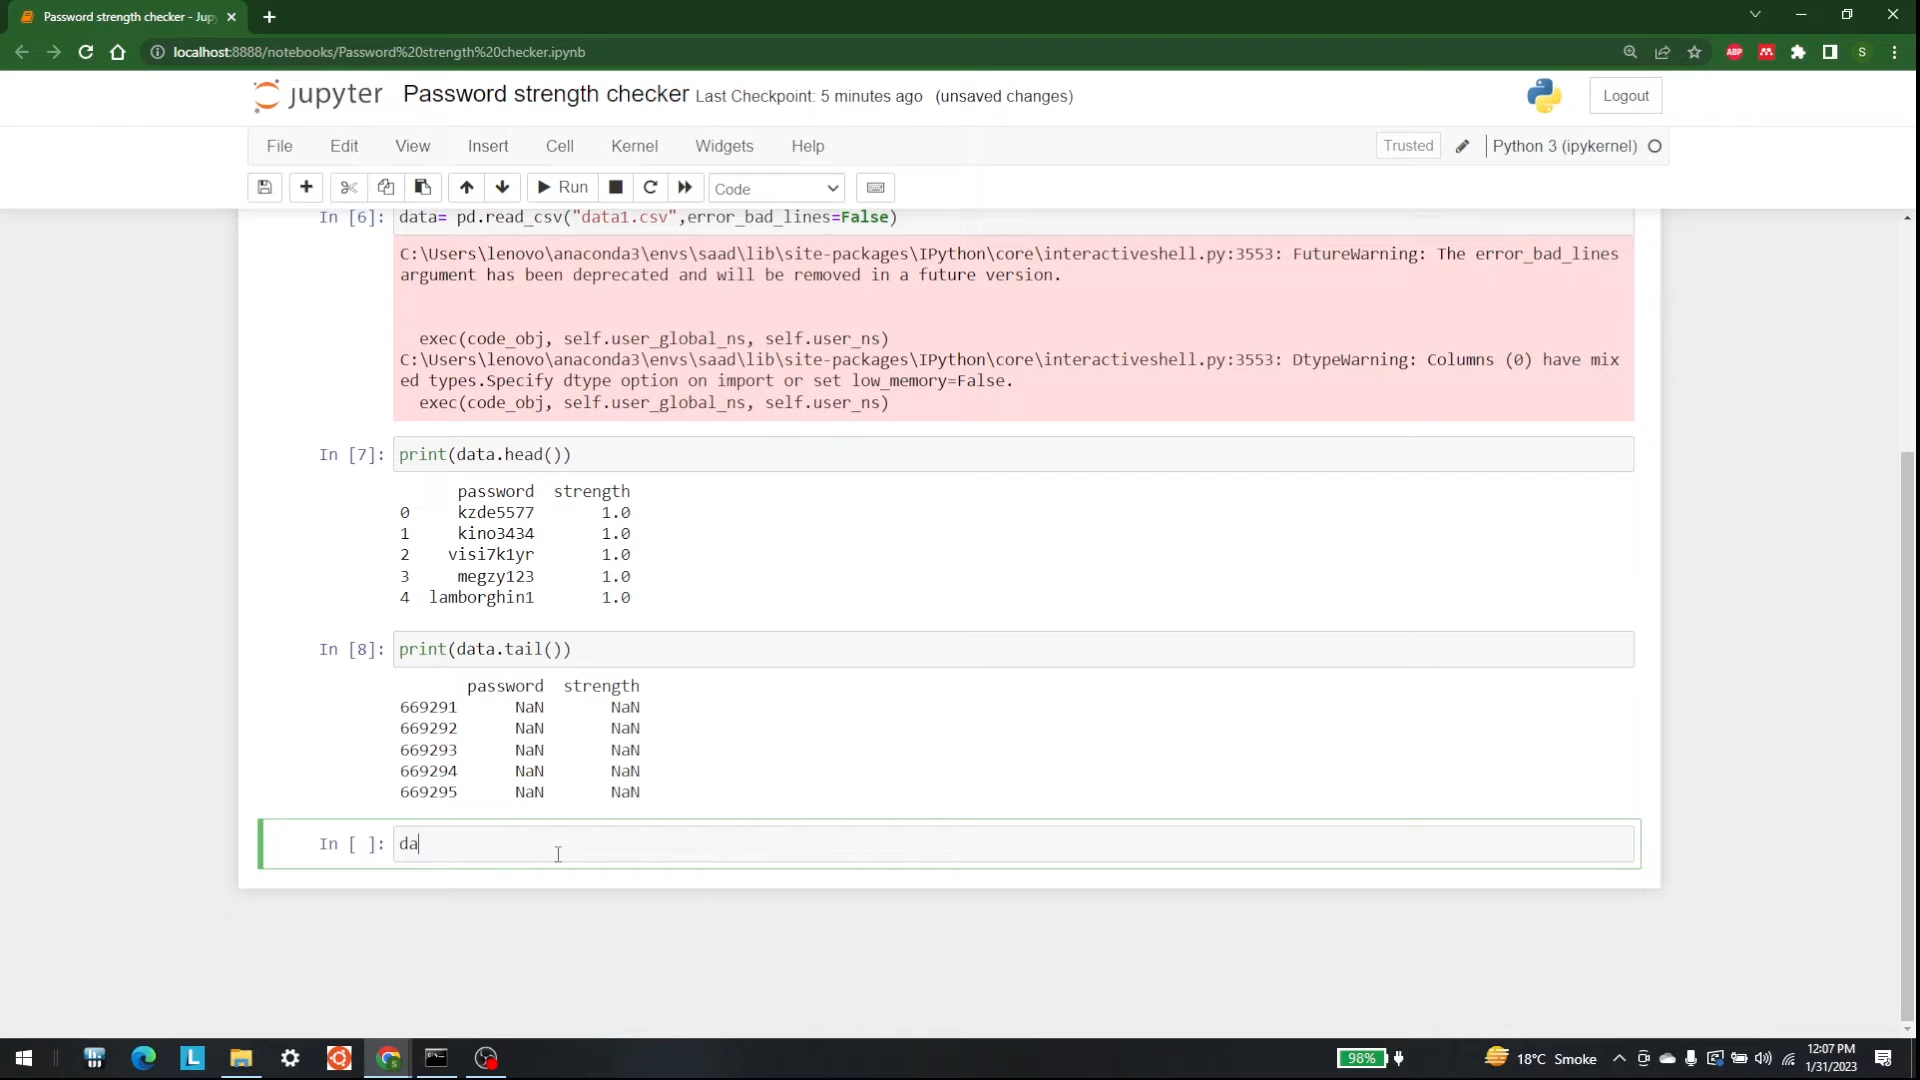 Password strength checker - Jup
localhost:8888/notebooks/Password%20strength%20checker.ipynb
ABP
S
jupyter Password strength checker Last Checkpoint: 5 minutes ago (unsaved changes)
Logout
File Edit View Insert Cell Kernel Widgets Help
Trusted Python 3 (ipykernel)
Run Code
In [6]: data= pd.read_csv("data1.csv",error_bad_lines=False)
C:\Users\lenovo\anaconda3\envs\saad\lib\site-packages\IPython\core\interactiveshell.py:3553: FutureWarning: The error_bad_lines
argument has been deprecated and will be removed in a future version.
exec(code_obj, self.user_global_ns, self.user_ns)
C:\Users\lenovo\anaconda3\envs\saad\lib\site-packages\IPython\core\interactiveshell.py:3553: DtypeWarning: Columns (0) have mix
ed types.Specify dtype option on import or set low_memory=False.
exec(code_obj, self.user_global_ns, self.user_ns)
In [7]: print(data.head())
password strength
0 kzde5577 1.0
1 kino3434 1.0
2 visi7k1yr 1.0
3 megzy123 1.0
4 lamborghin1 1.0
In [8]: print(data.tail())
password strength
669291 NaN NaN
669292 NaN NaN
669293 NaN NaN
669294 NaN NaN
669295 NaN NaN
In [ ]: da
L
98%
18°C Smoke
12:07 PM
1/31/2023